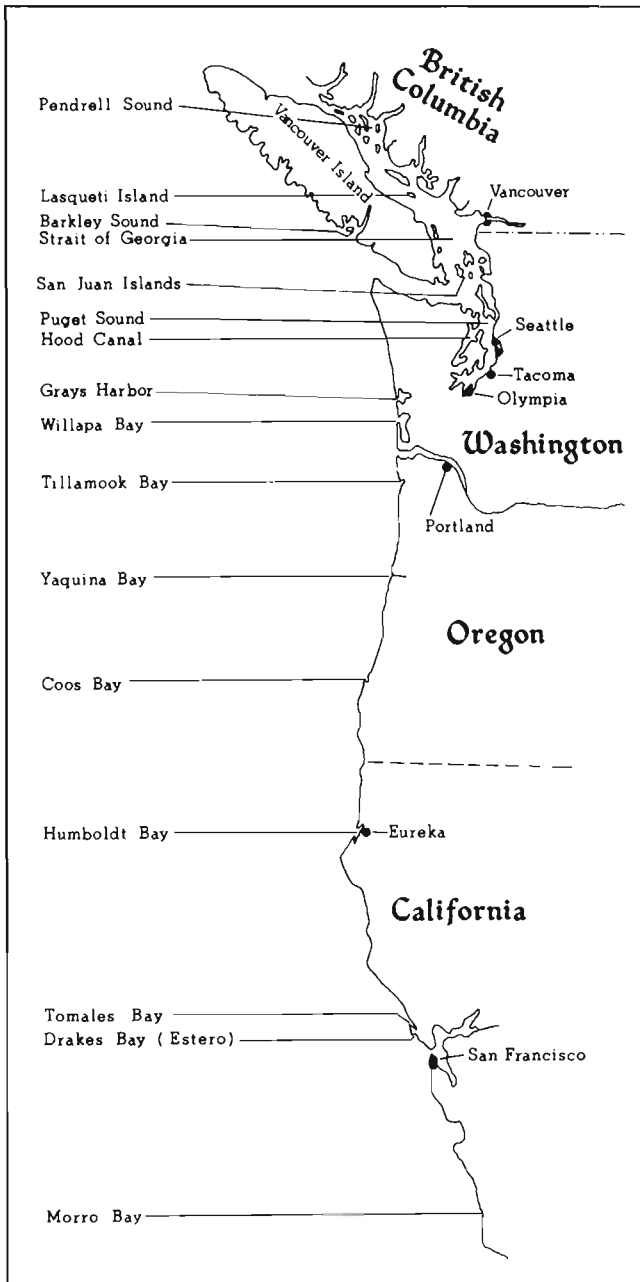 British
Columbia
Pendrell Sound
Vancouver Island
Lasqueti Island
Vancouver
Barkley Sound
Strait of Georgia
San Juan Islands
Puget Sound
Seattle
Hood Canal
Tacoma
Grays Harbor
Olympia
Willapa Bay
Washington
Tillamook Bay
Portland
Yaquina Bay
Oregon
Coos Bay
Humboldt Bay
Eureka
California
Tomales Bay
Drakes Bay (Estero)
San Francisco
Morro Bay